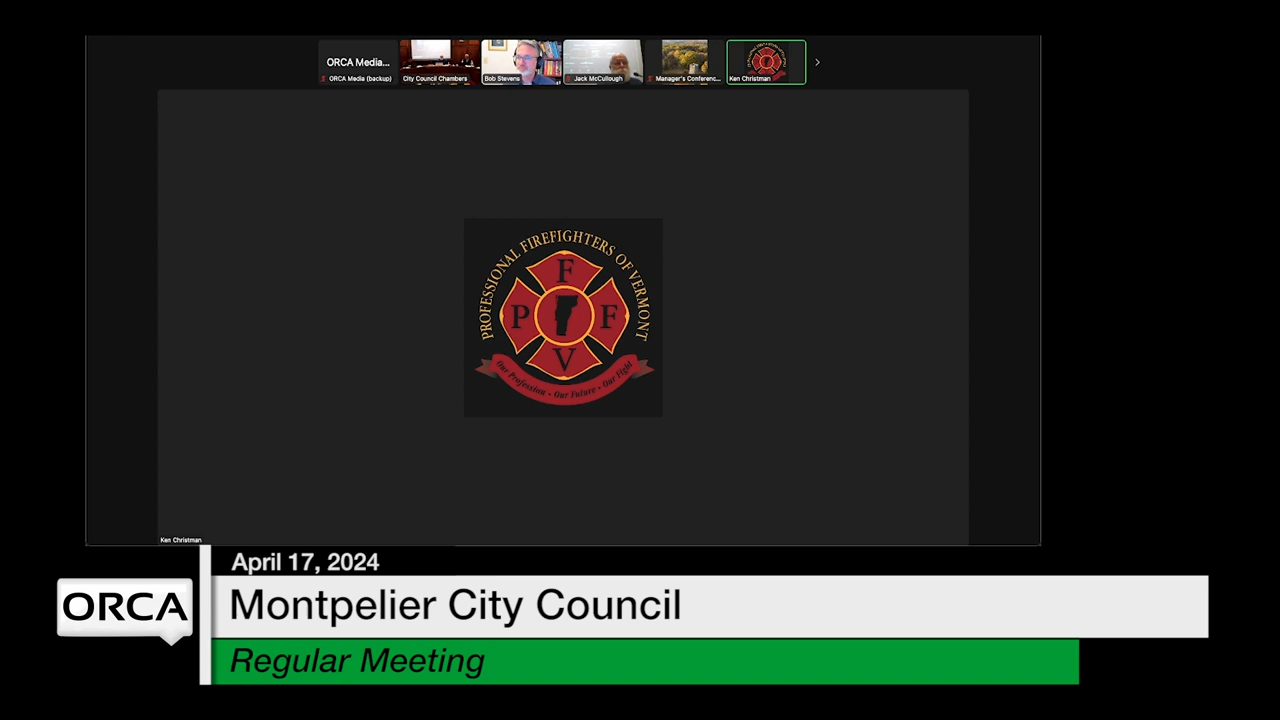 ORCA Media...
ORCA Media (backup)
City Council Chambers
Bob Stevens
Jack McCullough
Manager's Conferenc...
Ken Christman
PROFESSIONAL FIREFIGHTERS OF VERMONT
F
P F
V
Our Profession • Our Future • Our Fight
Ken Christman
April 17, 2024
ORCA
Montpelier City Council
Regular Meeting